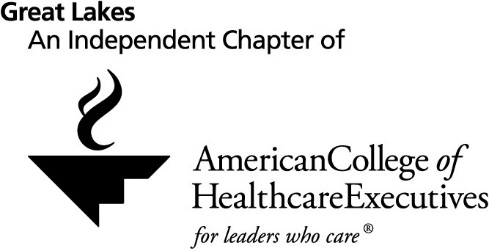 Great Lakes
An Independent Chapter of
AmericanCollege of
HealthcareExecutives
for leaders who care®